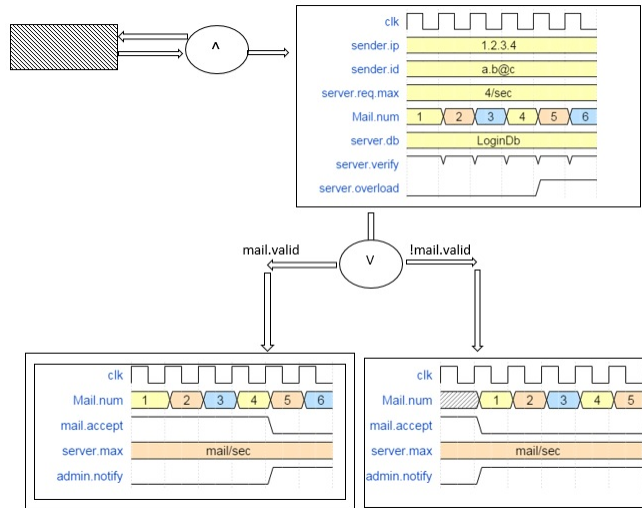 ^
clk
sender.ip 1.2.3.4
sender.id a.b@c
server.req.max 4/sec
Mail.num 1 2 3 4 5 6
server.db LoginDb
server.verify
server.overload
mail.valid V !mail.valid
clk
Mail.num 1 2 3 4 5 6
mail.accept
server.max mail/sec
admin.notify
clk
Mail.num 1 2 3 4 5
mail.accept
server.max mail/sec
admin.notify